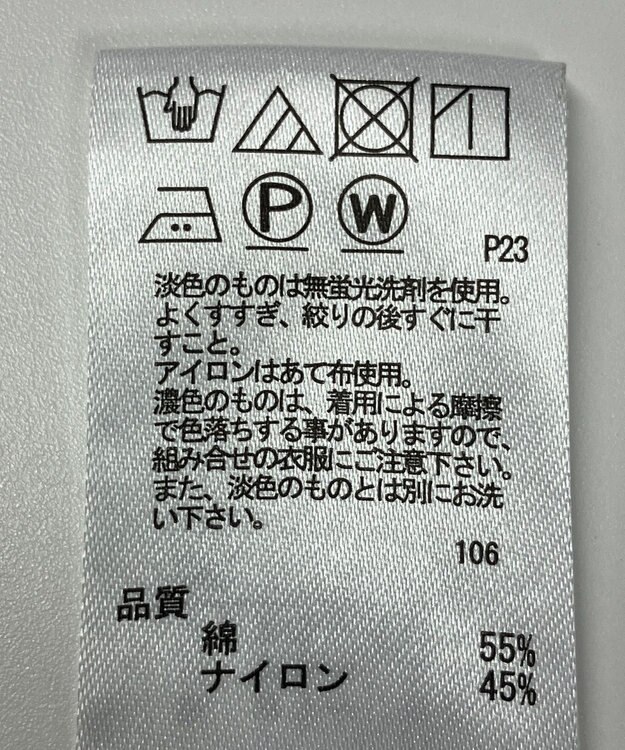 P W
P23
淡色のものは無蛍光洗剤を使用。
よくすすぎ、絞りの後すぐに干
すこと。
アイロンはあて布使用。
濃色のものは、着用による摩擦
で色落ちする事がありますので、
組み合せの衣服にご注意下さい。
また、淡色のものとは別にお洗
い下さい。
106
品質
綿 55%
ナイロン 45%